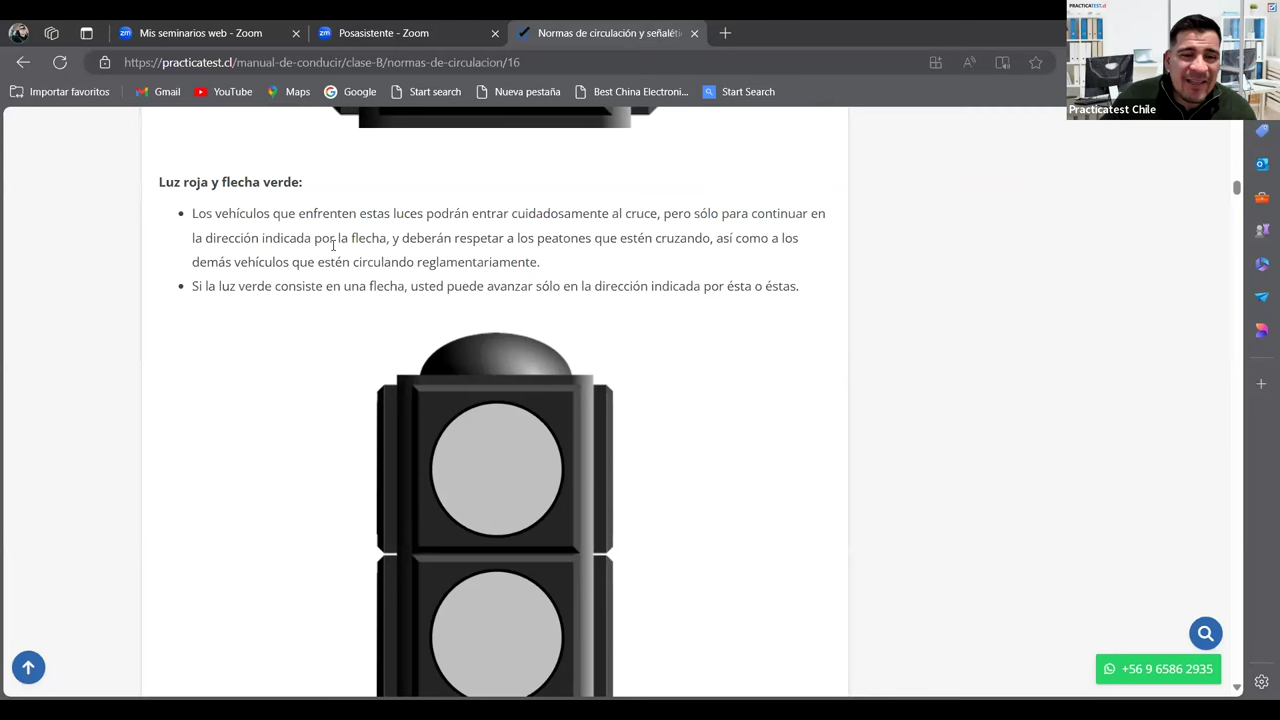 Mis seminarios web - Zoom
Posasistente - Zoom
Normas de circulación y señaléti
https://practicatest.cl/manual-de-conducir/clase-B/normas-de-circulacion/16
Importar favoritos
Gmail
YouTube
Maps
Google
Start search
Nueva pestaña
Best China Electroni...
Start Search
PRACTICATEST.cl
Practicatest Chile
Luz roja y flecha verde:
Los vehículos que enfrenten estas luces podrán entrar cuidadosamente al cruce, pero sólo para continuar en
la dirección indicada por la flecha, y deberán respetar a los peatones que estén cruzando, así como a los
demás vehículos que estén circulando reglamentariamente.
Si la luz verde consiste en una flecha, usted puede avanzar sólo en la dirección indicada por ésta o éstas.
+56 9 6586 2935